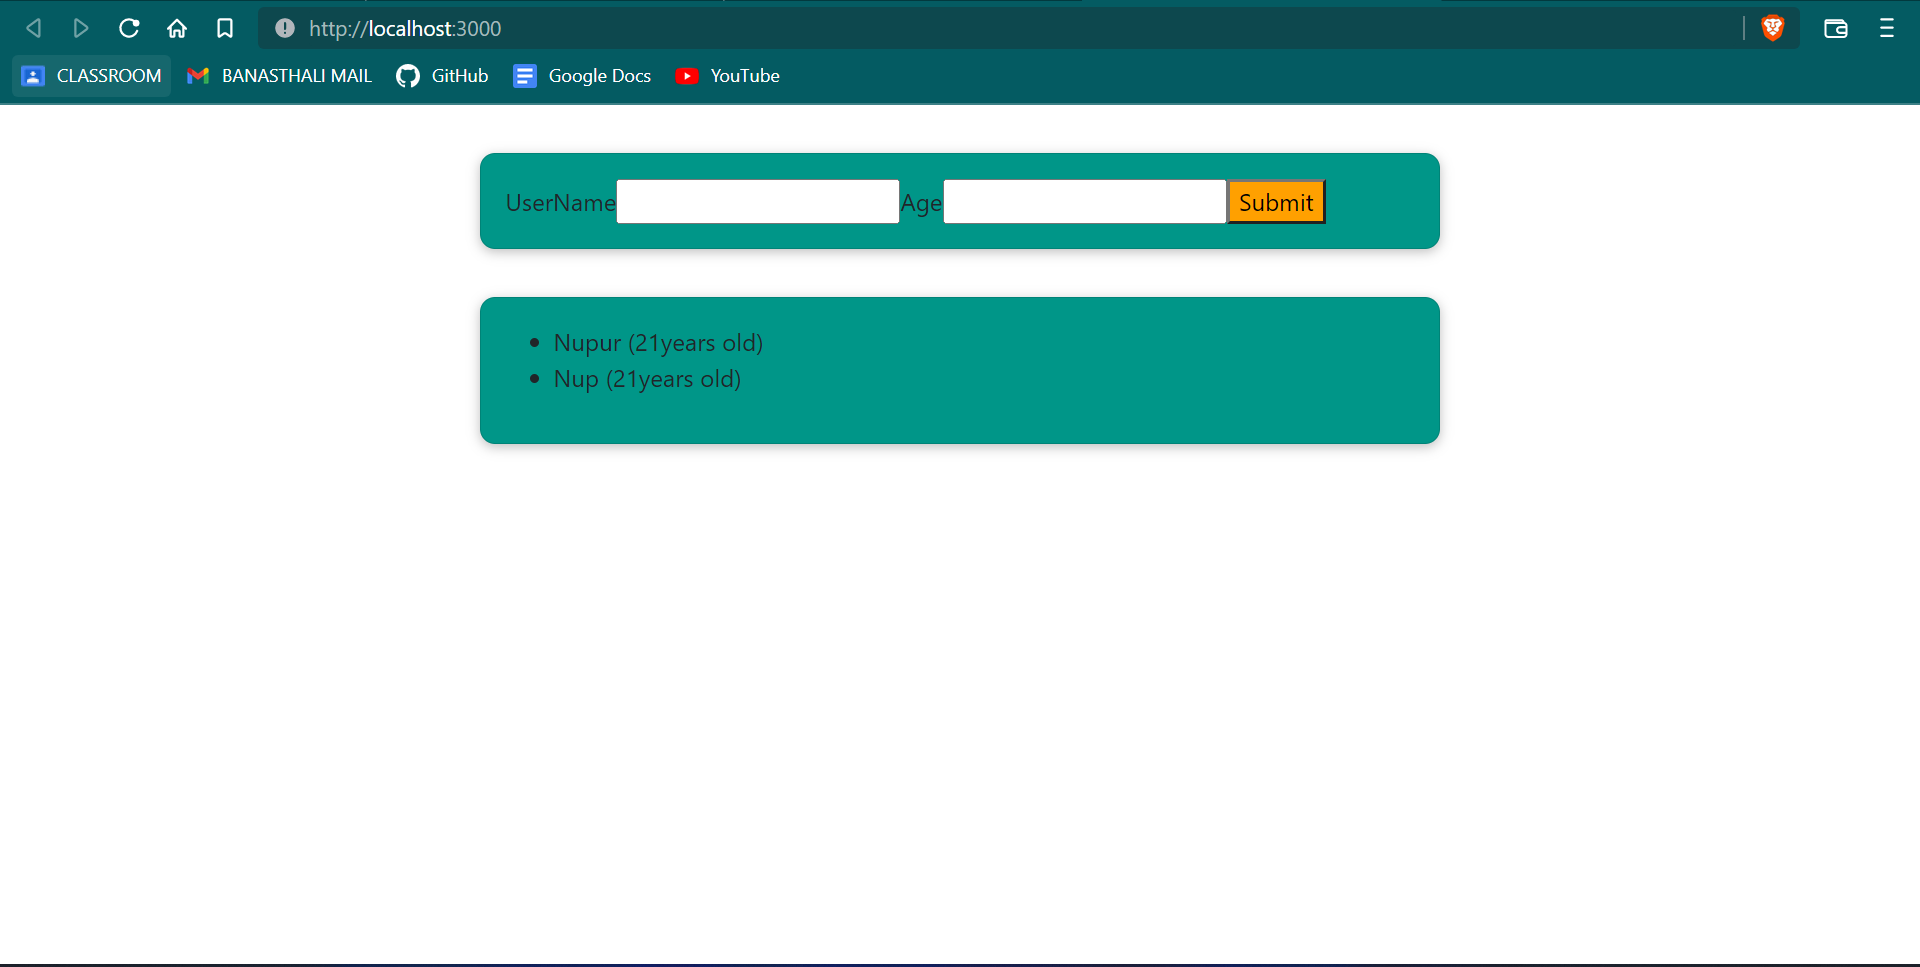 http://localhost:3000
CLASSROOM BANASTHALI MAIL GitHub Google Docs YouTube
UserName Age Submit
Nupur (21years old)
Nup (21years old)